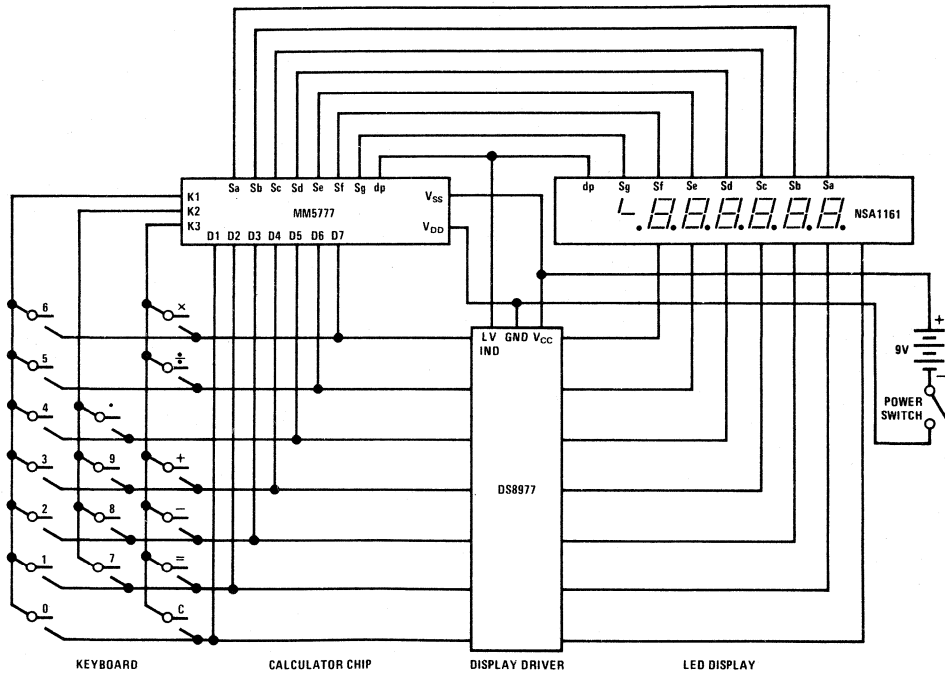 Sa Sb Sc Sd Se Sf Sg dp
dp Sg Sf Se Sd Sc Sb Sa
K1
K2
K3
MM5777
VSS
VDD
D1 D2 D3 D4 D5 D6 D7
NSA1161
6 ×
5 ÷
4 .
3 9 +
2 8 −
1 7 =
0 C
LV GND VCC
IND
DS8977
+
9V
−
POWER
SWITCH
KEYBOARD CALCULATOR CHIP DISPLAY DRIVER LED DISPLAY